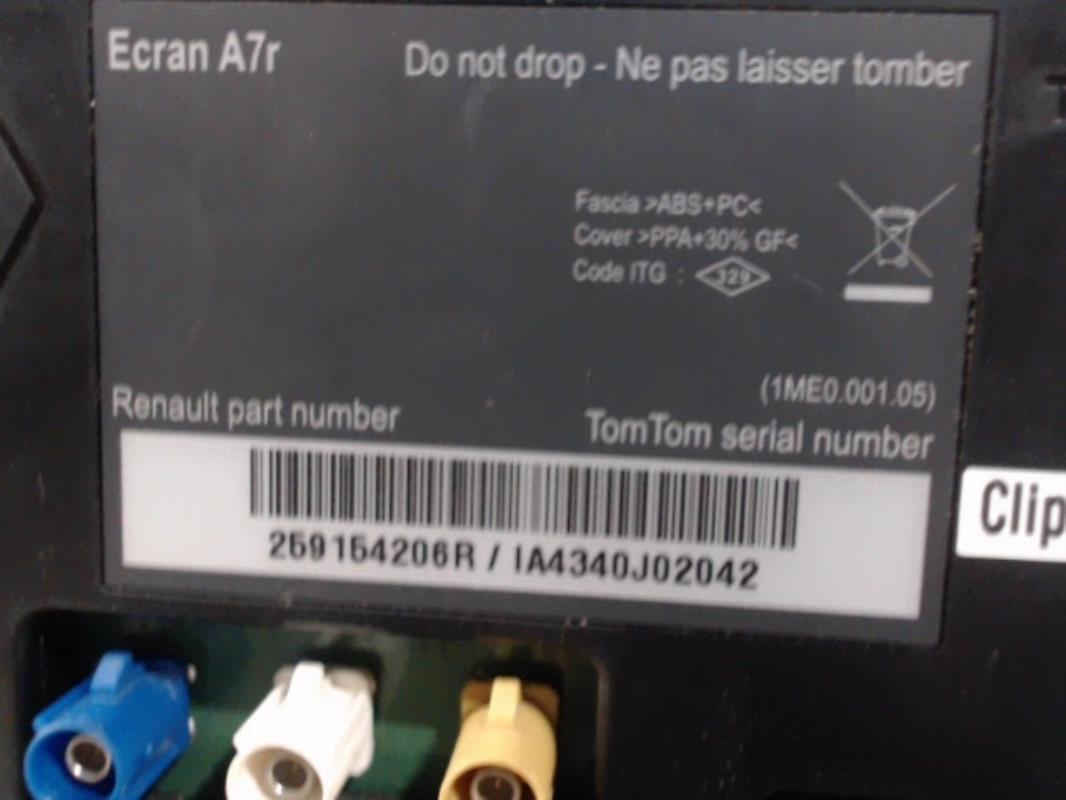 Ecran A7r
Do not drop - Ne pas laisser tomber
Fascia >ABS+PC<
Cover >PPA+30% GF<
Code ITG : 329
(1ME0.001.05)
Renault part number
TomTom serial number
259154206R / IA4340J02042
Clip